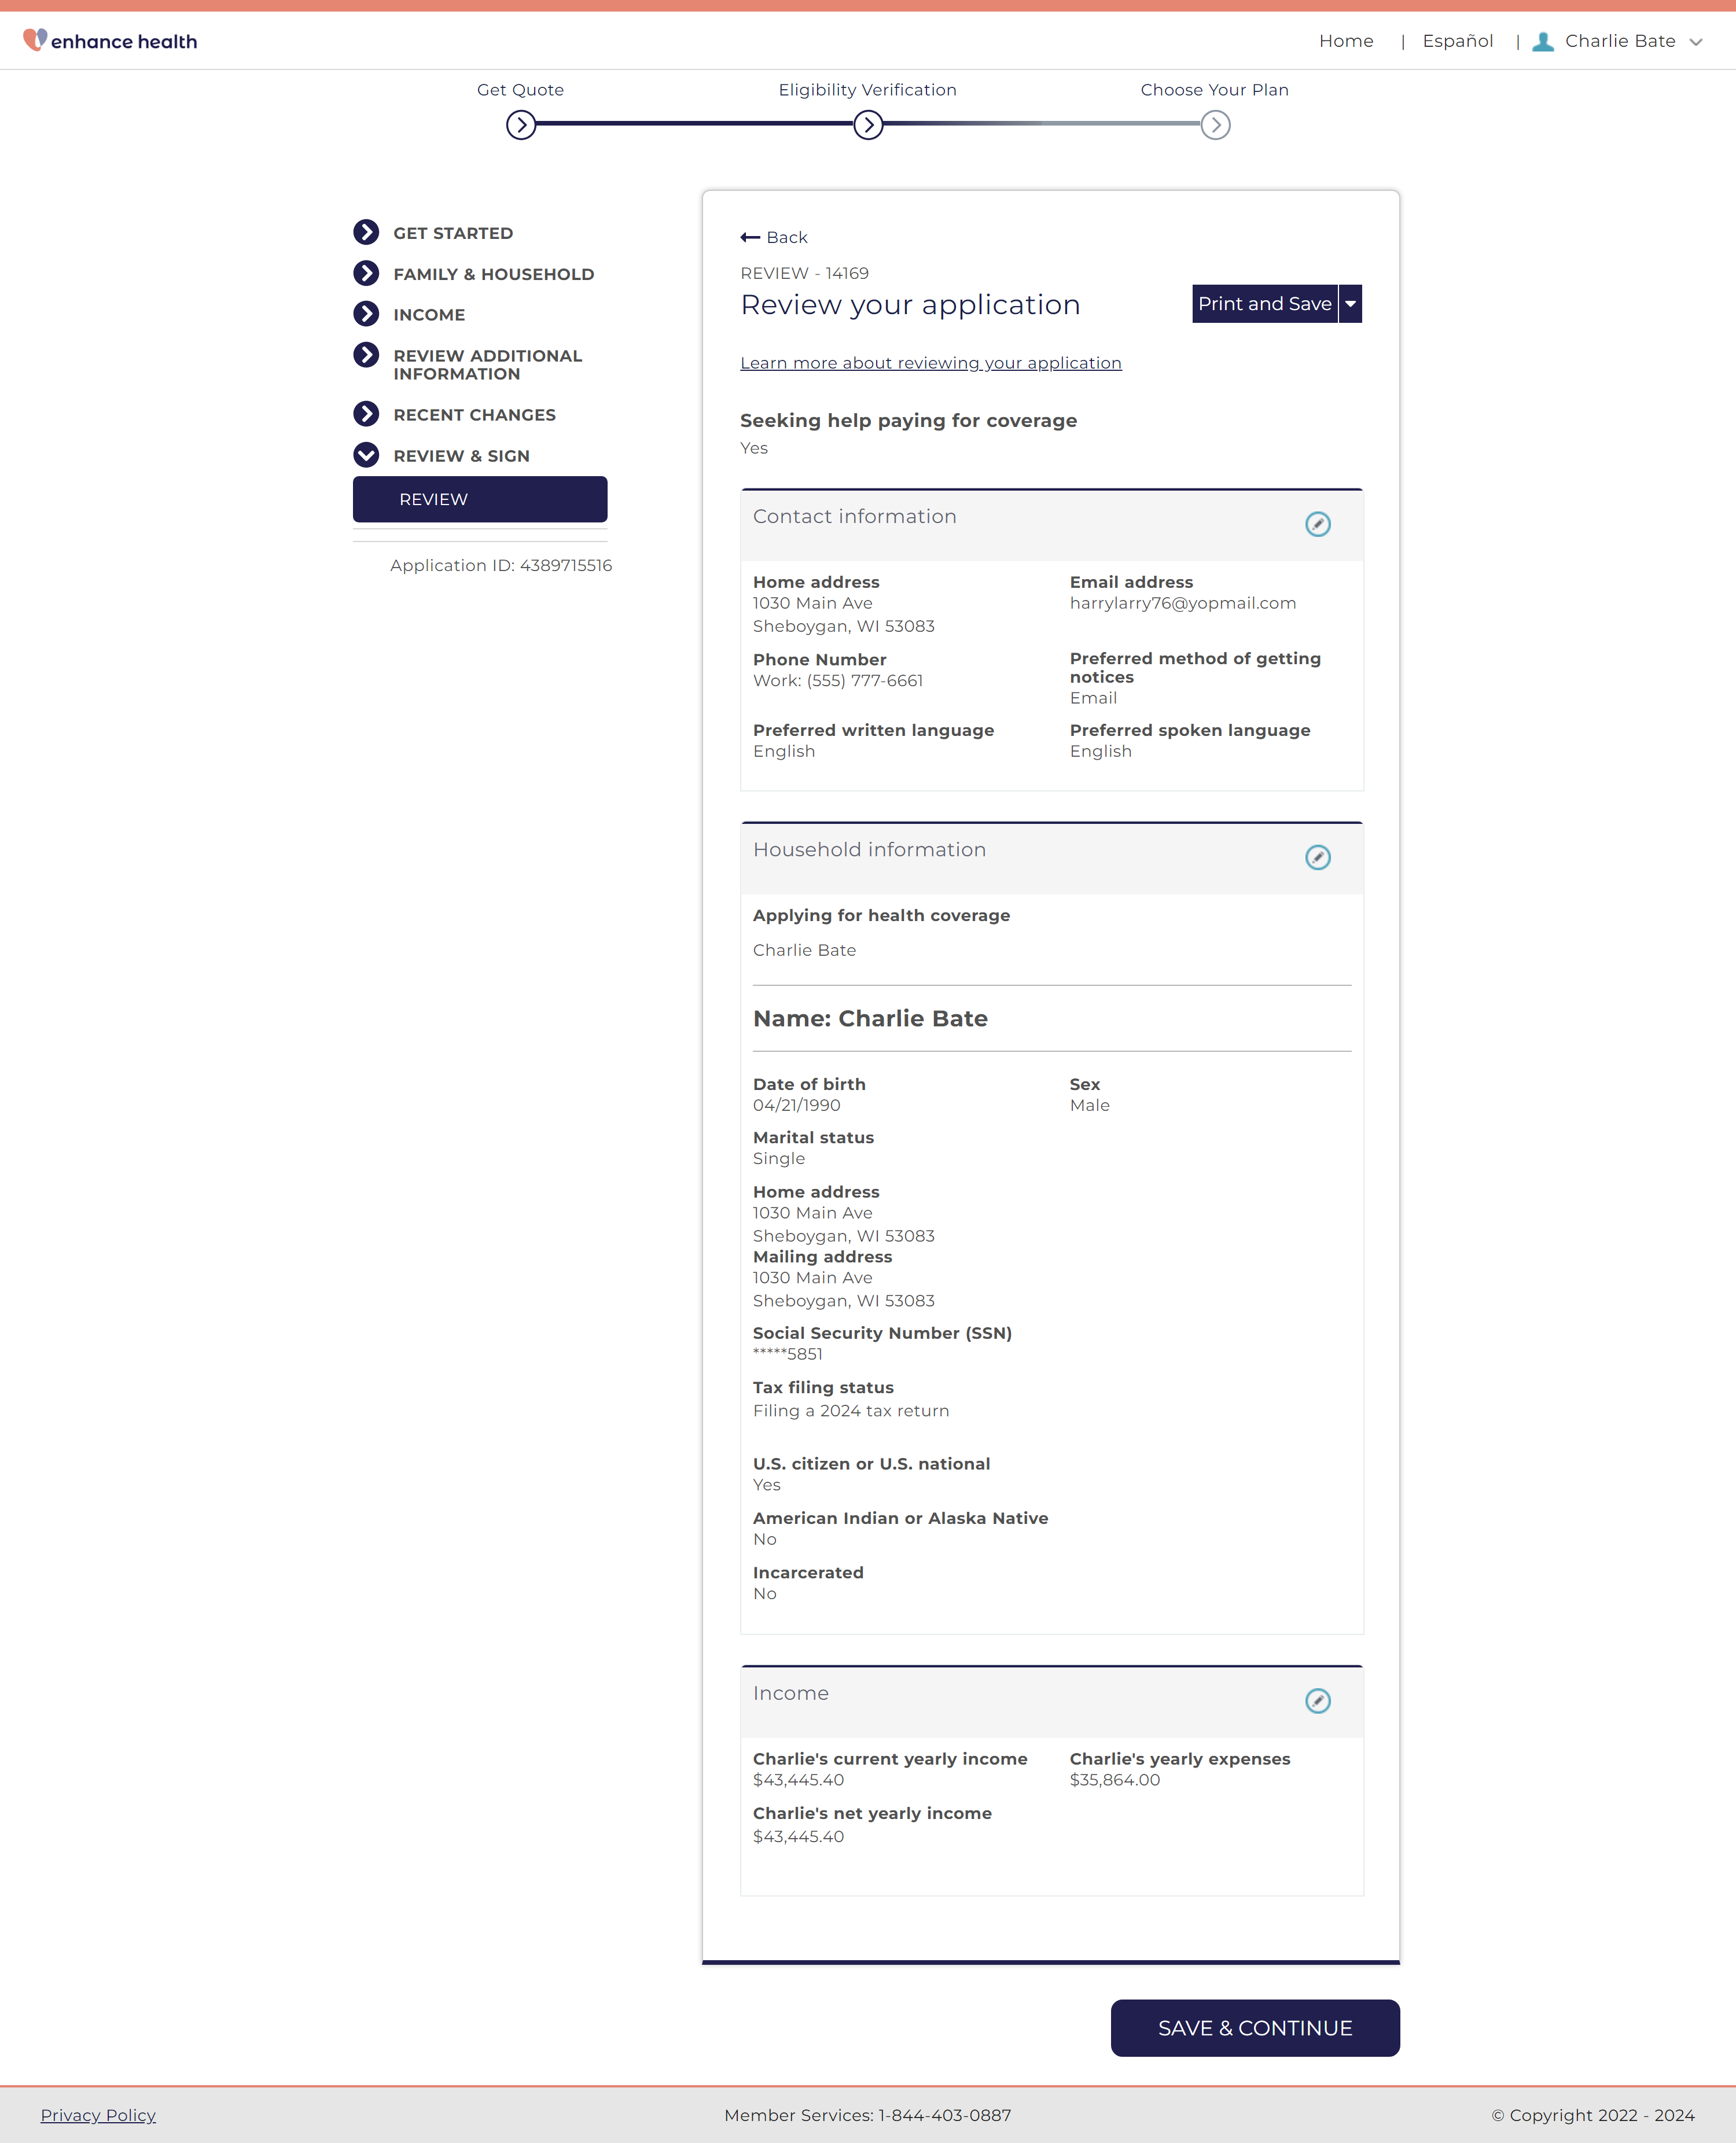 enhance health
Home | Español | Charlie Bate
Get Quote
Eligibility Verification
Choose Your Plan
GET STARTED
FAMILY & HOUSEHOLD
INCOME
REVIEW ADDITIONAL
INFORMATION
RECENT CHANGES
REVIEW & SIGN
REVIEW
Application ID: 4389715516
Back
REVIEW - 14169
Review your application
Print and Save
Learn more about reviewing your application
Seeking help paying for coverage
Yes
Contact information
Home address
1030 Main Ave
Sheboygan, WI 53083
Email address
harrylarry76@yopmail.com
Phone Number
Work: (555) 777-6661
Preferred method of getting
notices
Email
Preferred written language
English
Preferred spoken language
English
Household information
Applying for health coverage
Charlie Bate
Name: Charlie Bate
Date of birth
04/21/1990
Sex
Male
Marital status
Single
Home address
1030 Main Ave
Sheboygan, WI 53083
Mailing address
1030 Main Ave
Sheboygan, WI 53083
Social Security Number (SSN)
*****5851
Tax filing status
Filing a 2024 tax return
U.S. citizen or U.S. national
Yes
American Indian or Alaska Native
No
Incarcerated
No
Income
Charlie's current yearly income
$43,445.40
Charlie's yearly expenses
$35,864.00
Charlie's net yearly income
$43,445.40
SAVE & CONTINUE
Privacy Policy
Member Services: 1-844-403-0887
© Copyright 2022 - 2024